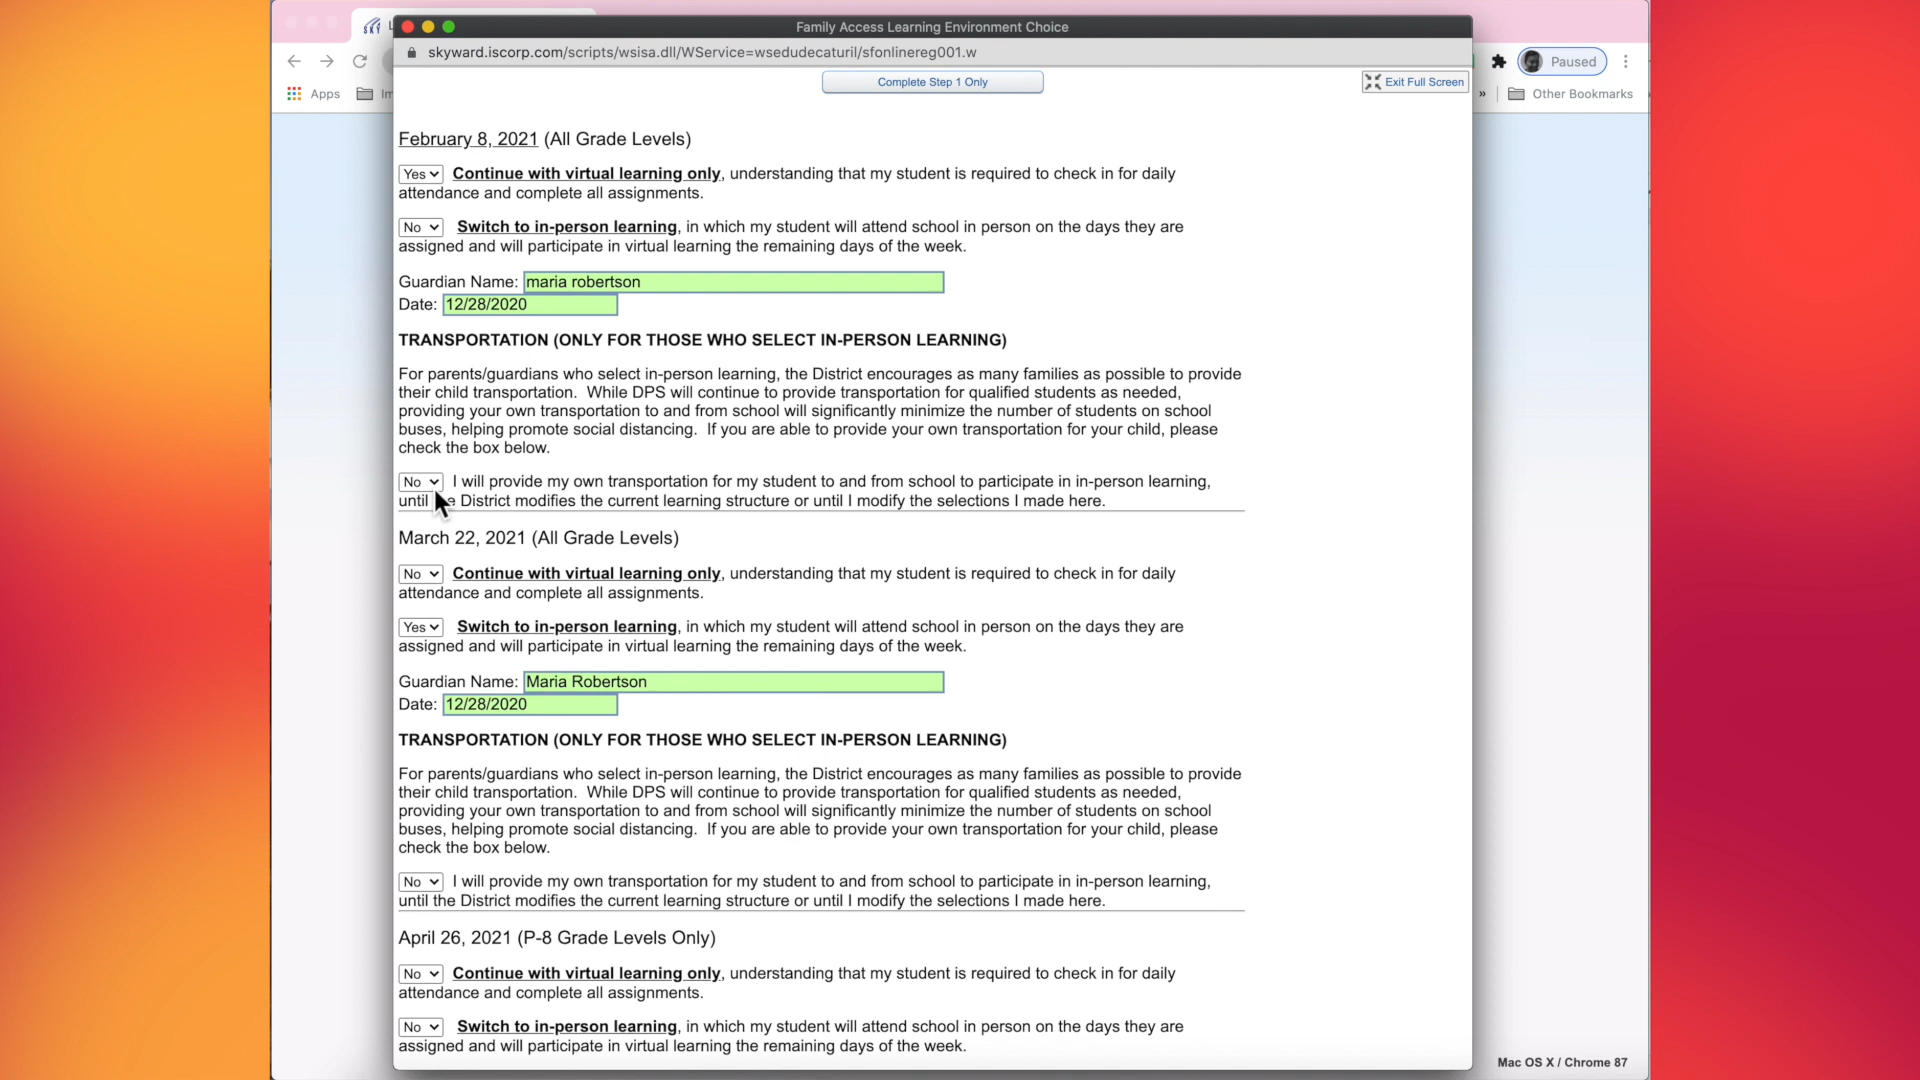 Family Access Learning Environment Choice
skyward.iscorp.com/scripts/wsisa.dll/WService=wsedudecaturil/sfonlinereg001.w
Paused
Complete Step 1 Only
Exit Full Screen
Apps
» Other Bookmarks
February 8, 2021 (All Grade Levels)
Yes Continue with virtual learning only, understanding that my student is required to check in for daily
attendance and complete all assignments.
No Switch to in-person learning, in which my student will attend school in person on the days they are
assigned and will participate in virtual learning the remaining days of the week.
Guardian Name: maria robertson
Date: 12/28/2020
TRANSPORTATION (ONLY FOR THOSE WHO SELECT IN-PERSON LEARNING)
For parents/guardians who select in-person learning, the District encourages as many families as possible to provide
their child transportation. While DPS will continue to provide transportation for qualified students as needed,
providing your own transportation to and from school will significantly minimize the number of students on school
buses, helping promote social distancing. If you are able to provide your own transportation for your child, please
check the box below.
No I will provide my own transportation for my student to and from school to participate in in-person learning,
until District modifies the current learning structure or until I modify the selections I made here.
March 22, 2021 (All Grade Levels)
No Continue with virtual learning only, understanding that my student is required to check in for daily
attendance and complete all assignments.
Yes Switch to in-person learning, in which my student will attend school in person on the days they are
assigned and will participate in virtual learning the remaining days of the week.
Guardian Name: Maria Robertson
Date: 12/28/2020
TRANSPORTATION (ONLY FOR THOSE WHO SELECT IN-PERSON LEARNING)
For parents/guardians who select in-person learning, the District encourages as many families as possible to provide
their child transportation. While DPS will continue to provide transportation for qualified students as needed,
providing your own transportation to and from school will significantly minimize the number of students on school
buses, helping promote social distancing. If you are able to provide your own transportation for your child, please
check the box below.
No I will provide my own transportation for my student to and from school to participate in in-person learning,
until the District modifies the current learning structure or until I modify the selections I made here.
April 26, 2021 (P-8 Grade Levels Only)
No Continue with virtual learning only, understanding that my student is required to check in for daily
attendance and complete all assignments.
No Switch to in-person learning, in which my student will attend school in person on the days they are
assigned and will participate in virtual learning the remaining days of the week.
Mac OS X / Chrome 87